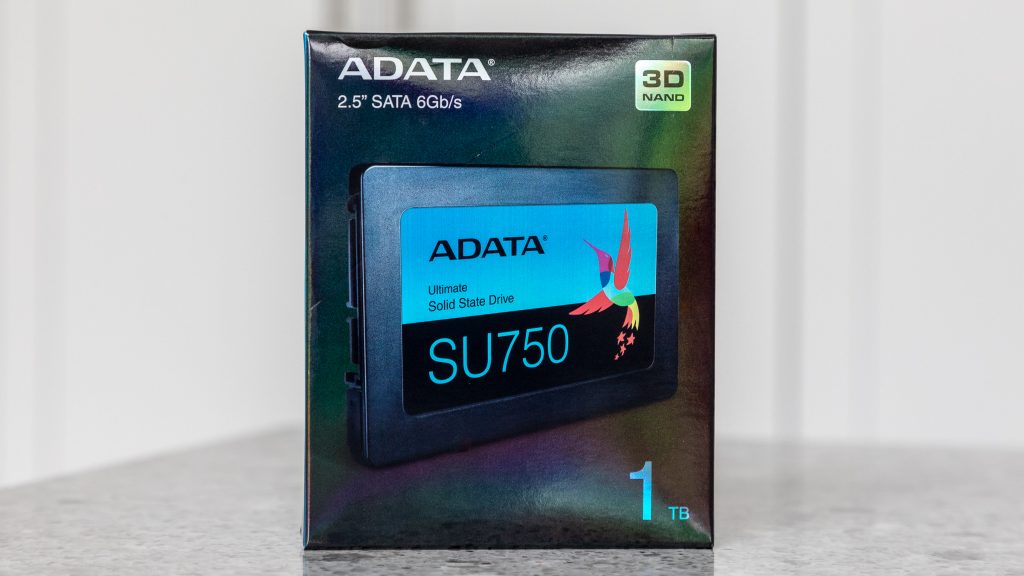 ADATA®
2.5” SATA 6Gb/s
3D
NAND
ADATA®
Ultimate
Solid State Drive
SU750
1 TB